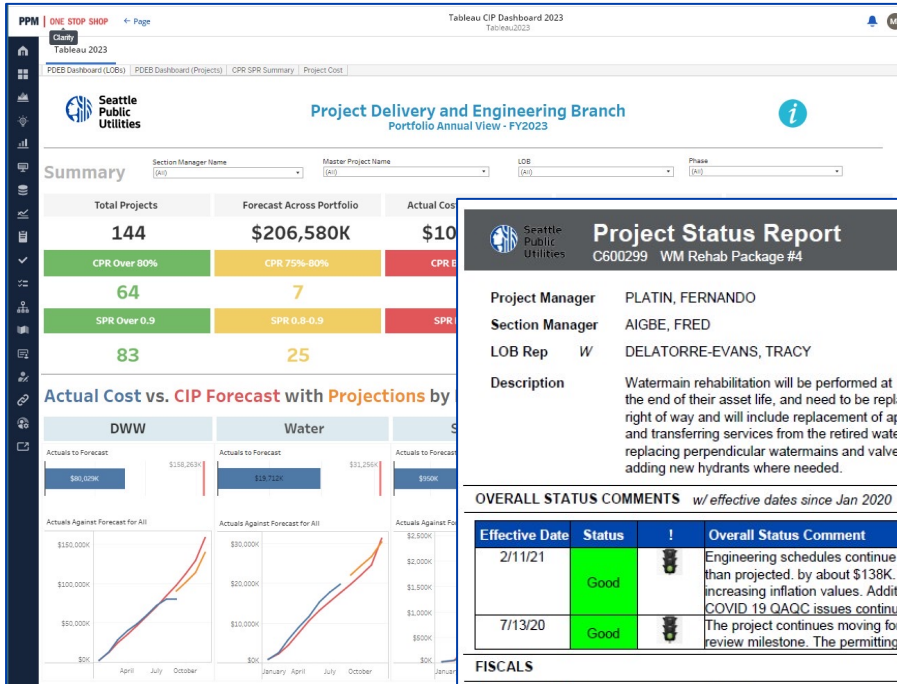 PPM | ONE STOP SHOP ← Page
Tableau CIP Dashboard 2023
Tableau2023
Clarity
Tableau 2023
PDEB Dashboard (LOBs) PDEB Dashboard (Projects) CPR SPR Summary Project Cost
Seattle
Public
Utilities
Project Delivery and Engineering Branch
Portfolio Annual View - FY2023
i
Summary
Section Manager Name
(All)
Master Project Name
(All)
LOB
(All)
Phase
(All)
Total Projects
Forecast Across Portfolio
Actual Cos
144
$206,580K
$10
CPR Over 80%
CPR 75%-80%
CPR B
64
7
SPR Over 0.9
SPR 0.8-0.9
SPR
83
25
Actual Cost vs. CIP Forecast with Projections by
DWW
Water
S
Actuals to Forecast
$158,263K
$80,029K
Actuals to Forecast
$31,256K
$19,712K
Actuals to Forec
$950K
Actuals Against Forecast for All
$150,000K
$100,000K
$50,000K
$0K
April July October
Actuals Against Forecast for All
$30,000K
$20,000K
$10,000K
$0K
January April July October
Actuals Against Fo
$2,500K
$2,000K
$1,500K
$1,000K
$500K
$0K
Januar
Seattle
Public
Utilities
Project Status Report
C600299 WM Rehab Package #4
Project Manager PLATIN, FERNANDO
Section Manager AIGBE, FRED
LOB Rep W DELATORRE-EVANS, TRACY
Description Watermain rehabilitation will be performed at
the end of their asset life, and need to be repl
right of way and will include replacement of ap
and transferring services from the retired wate
replacing perpendicular watermains and valve
adding new hydrants where needed.
OVERALL STATUS COMMENTS w/ effective dates since Jan 2020
Effective Date Status ! Overall Status Comment
2/11/21 Good Engineering schedules continue
than projected. by about $138K.
increasing inflation values. Addit
COVID 19 QAQC issues continu
7/13/20 Good The project continues moving fo
review milestone. The permitting
FISCALS